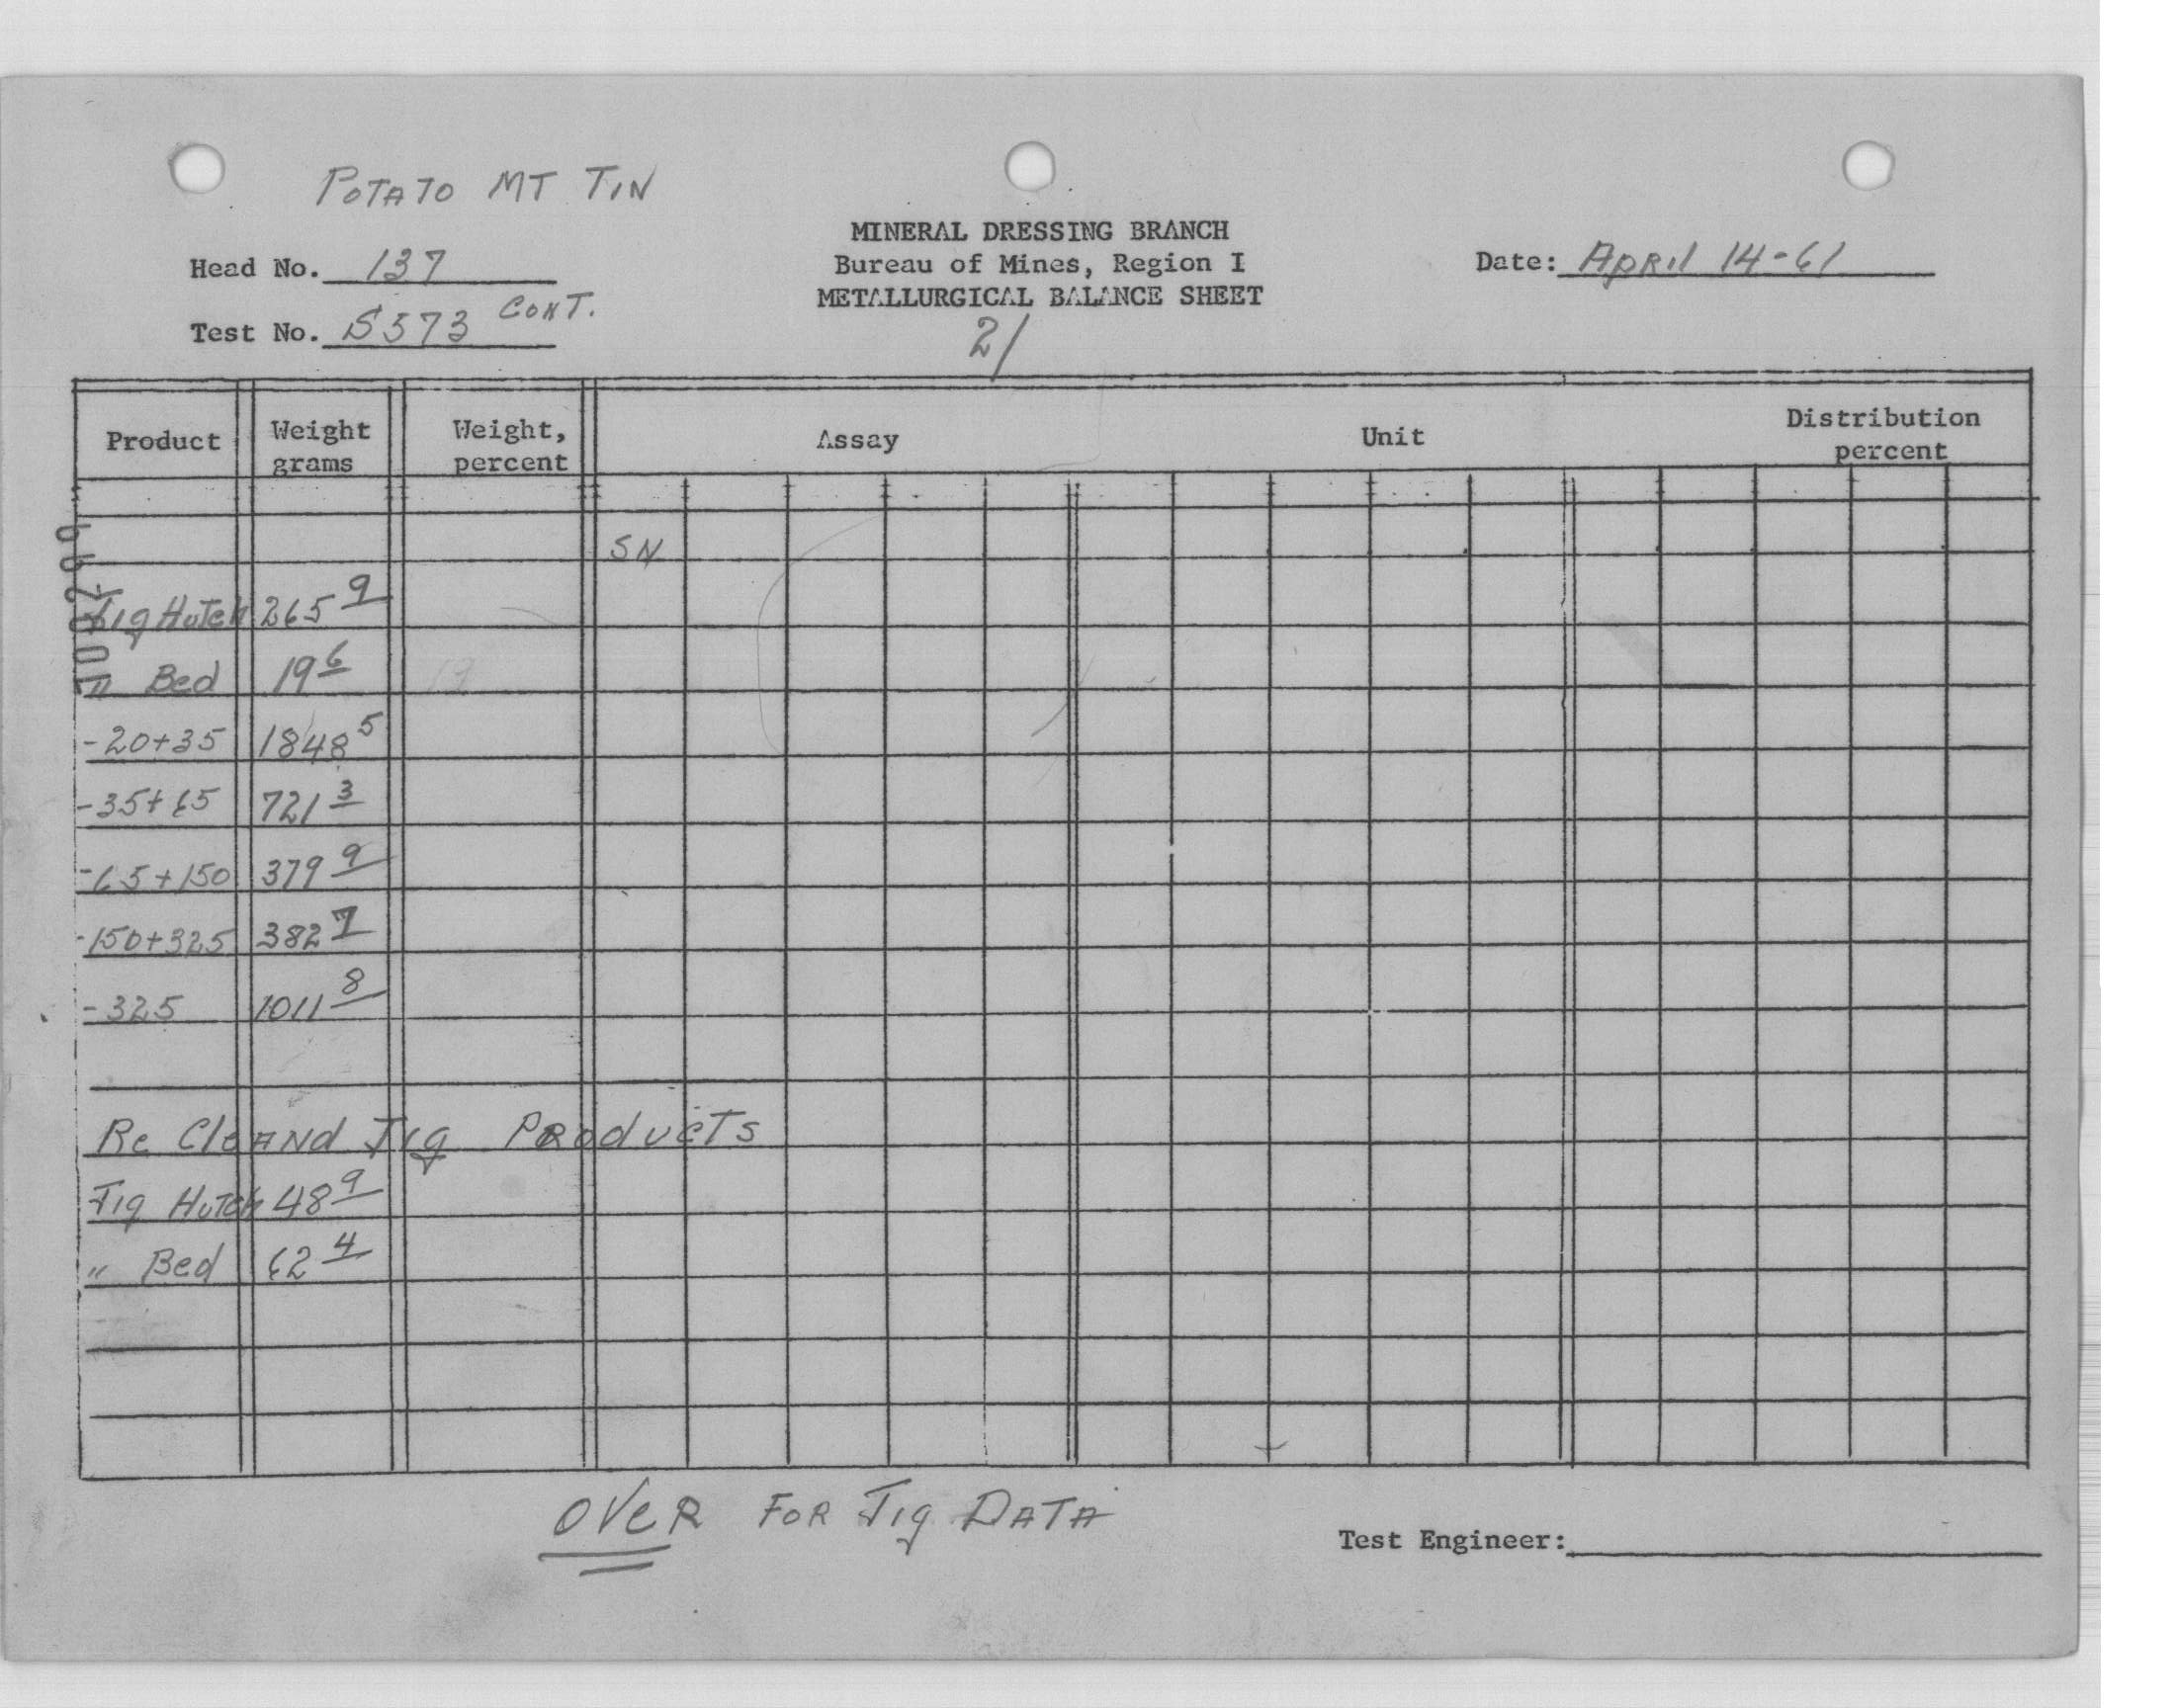 POTATO MT TIN
MINERAL DRESSING BRANCH
Head No. 137
Bureau of Mines, Region I
Date: APRIL 14-61
METALLURGICAL BALANCE SHEET
Test No. S573 CONT.
2/
Product Weight grams Weight, percent Assay Unit Distribution percent
SN
Jig Hutch 265 9
" Bed 19 6
-20+35 1848 5
-35+65 721 3
-65+150 379 9
-150+325 382 7
-325 1011 8
Re CleANd JIg PRoducTs
Jig Hutch 48 9
" Bed 62 4
OVeR FOR JIg DATA
Test Engineer: